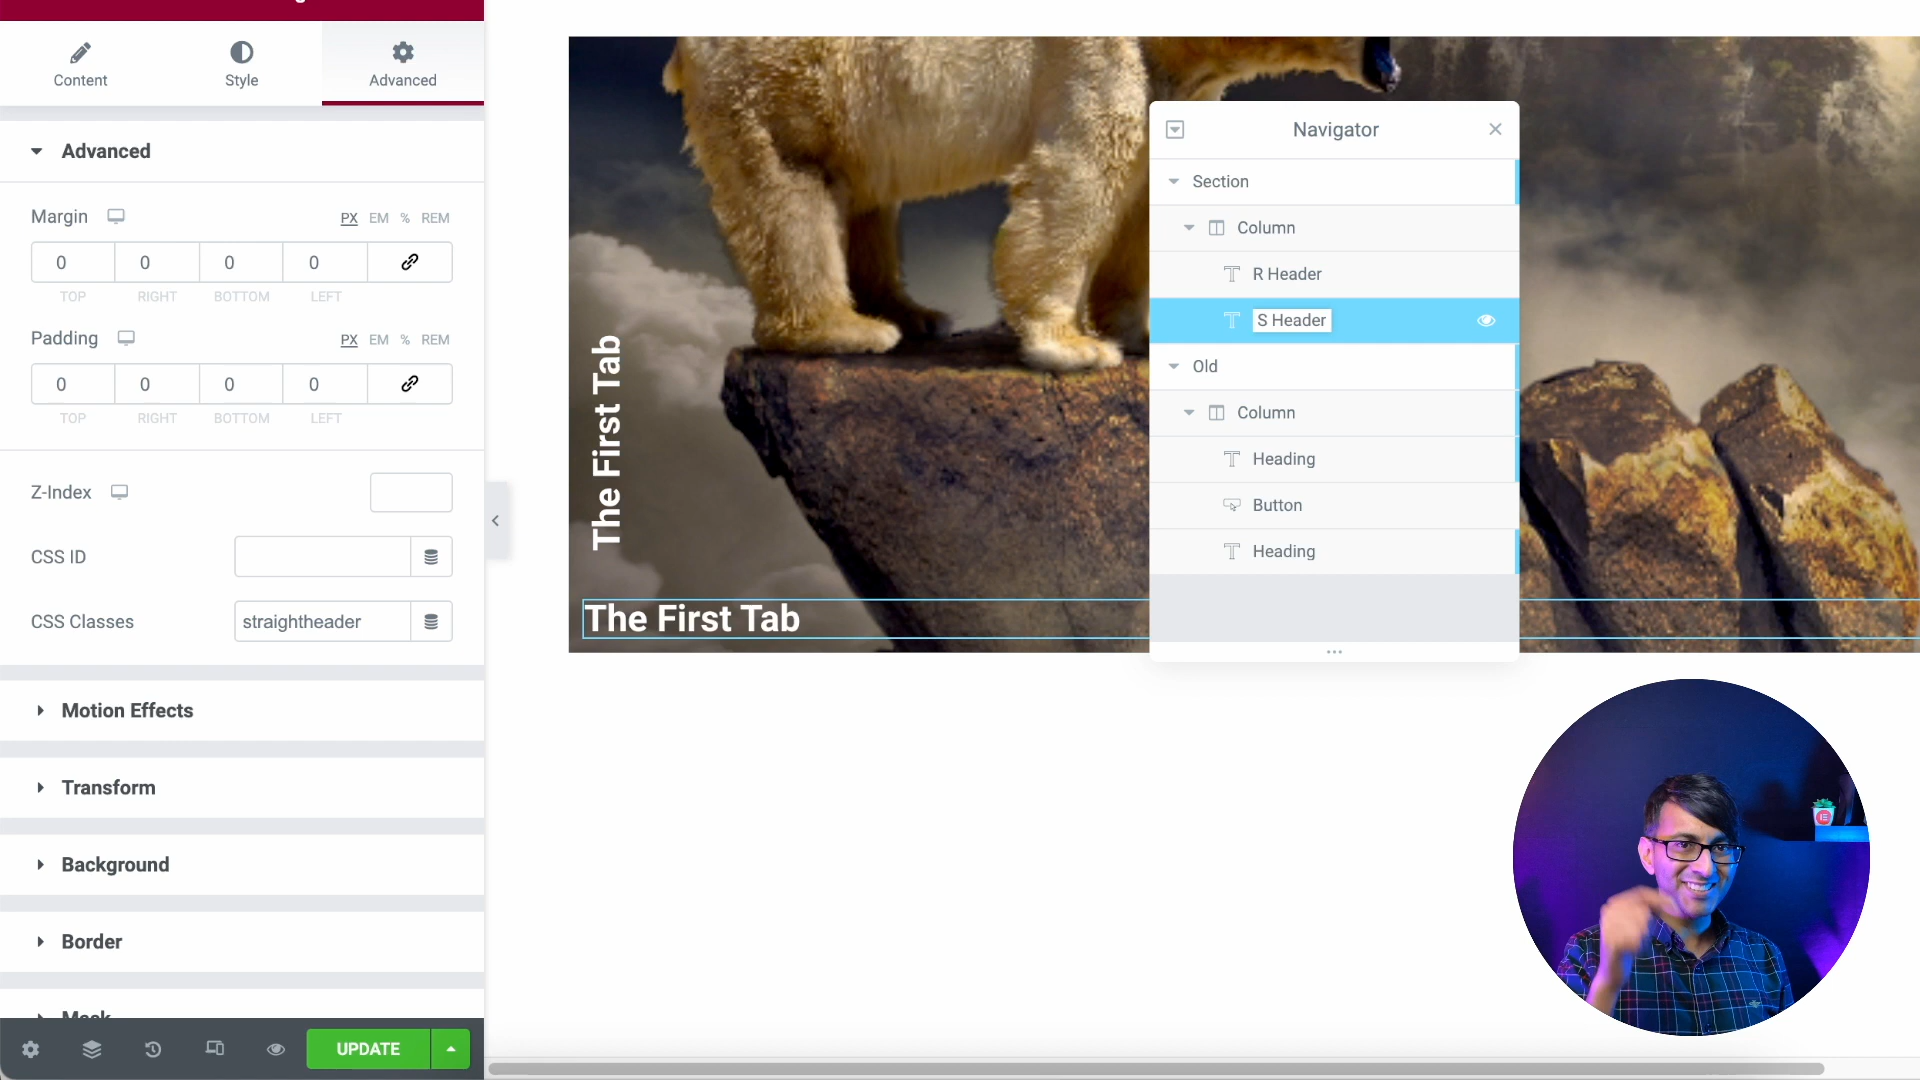 Content
Style
Advanced
Advanced
Margin
PX EM % REM
0 0 0 0
TOP RIGHT BOTTOM LEFT
Padding
PX EM % REM
0 0 0 0
TOP RIGHT BOTTOM LEFT
Z-Index
CSS ID
CSS Classes
straightheader
Motion Effects
Transform
Background
Border
Mask
UPDATE
The First Tab
The First Tab
Navigator
Section
Column
R Header
S Header
Old
Column
Heading
Button
Heading